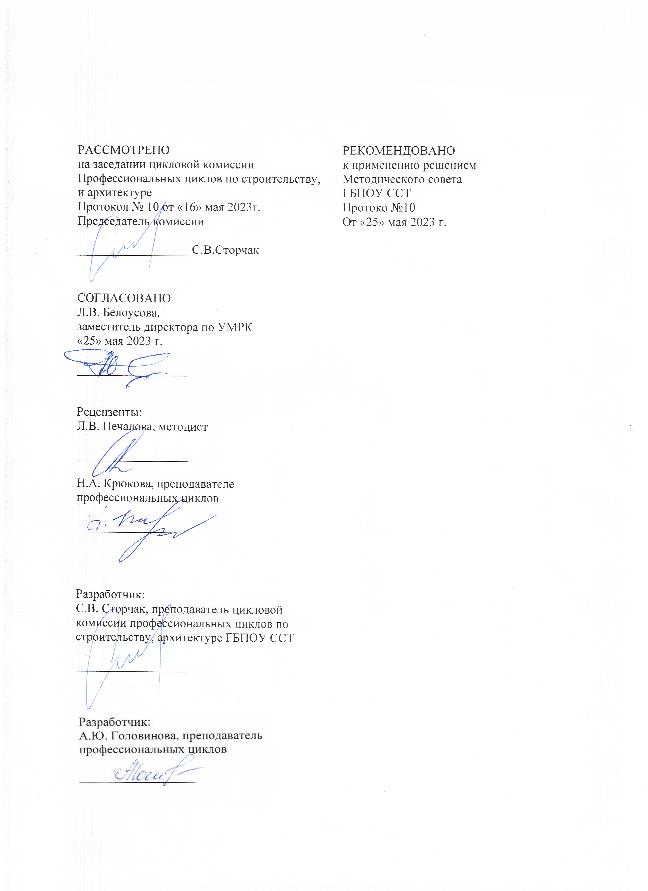 РАССМОТРЕНО
на заседании цикловой комиссии
Профессиональных циклов по строительству,
и архитектуре
Протокол № 10 от «16» мая 2023г.
Председатель комиссии
С.В.Сторчак
РЕКОМЕНДОВАНО
к применению решением
Методического совета
ГБПОУ ССТ
Протоко №10
От «25» мая 2023 г.
СОГЛАСОВАНО
Л.В. Белоусова,
заместитель директора по УМРК
«25» мая 2023 г.
Рецензенты:
Л.В. Печалова, методист
Н.А. Крюкова, преподавателе
профессиональных циклов
Разработчик:
С.В. Сторчак, преподаватель цикловой
комиссии профессиональных циклов по
строительству, архитектуре ГБПОУ ССТ
Разработчик:
А.Ю. Головинова, преподаватель
профессиональных циклов